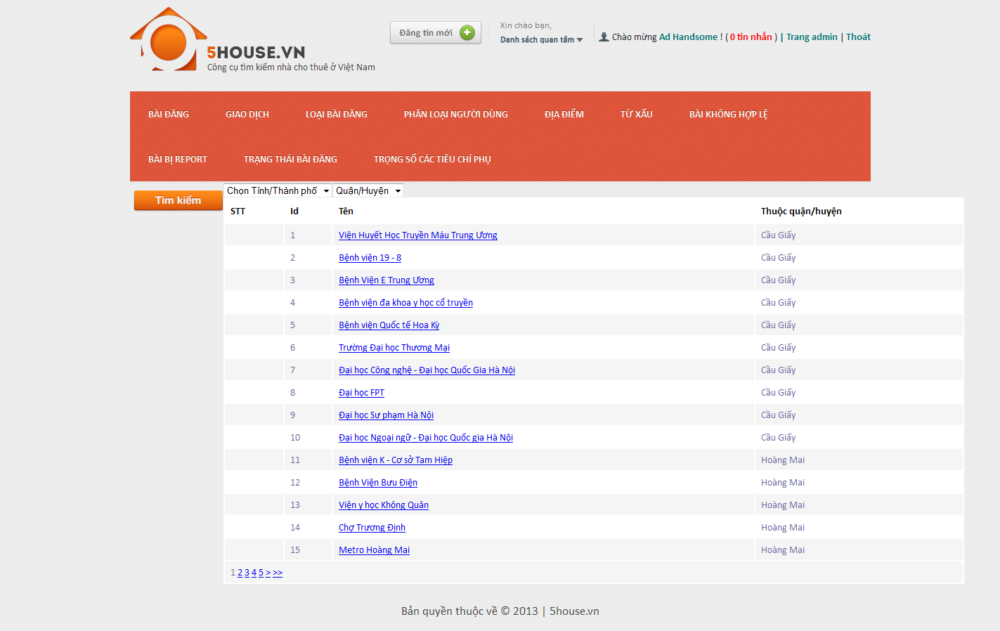 5HOUSE.VN
Công cụ tìm kiếm nhà cho thuê ở Việt Nam
Đăng tin mới
Xin chào bạn,
Danh sách quan tâm
Chào mừng Ad Handsome ! ( 0 tin nhắn ) | Trang admin | Thoát
BÀI ĐĂNG GIAO DỊCH LOẠI BÀI ĐĂNG PHÂN LOẠI NGƯỜI DÙNG ĐỊA ĐIỂM TỪ XẤU BÀI KHÔNG HỢP LỆ
BÀI BỊ REPORT TRẠNG THÁI BÀI ĐĂNG TRỌNG SỐ CÁC TIÊU CHÍ PHỤ
Tìm kiếm
Chọn Tỉnh/Thành phố Quận/Huyện
STT Id Tên Thuộc quận/huyện
1 Viện Huyết Học Truyền Máu Trung Ương Cầu Giấy
2 Bệnh viện 19 - 8 Cầu Giấy
3 Bệnh Viện E Trung Ương Cầu Giấy
4 Bệnh viện đa khoa y học cổ truyền Cầu Giấy
5 Bệnh viện Quốc tế Hoa Kỳ Cầu Giấy
6 Trường Đại học Thương Mại Cầu Giấy
7 Đại học Công nghệ - Đại học Quốc Gia Hà Nội Cầu Giấy
8 Đại học FPT Cầu Giấy
9 Đại học Sư phạm Hà Nội Cầu Giấy
10 Đại học Ngoại ngữ - Đại học Quốc gia Hà Nội Cầu Giấy
11 Bệnh viện K - Cơ sở Tam Hiệp Hoàng Mai
12 Bệnh Viện Bưu Điện Hoàng Mai
13 Viện y học Không Quân Hoàng Mai
14 Chợ Trương Định Hoàng Mai
15 Metro Hoàng Mai Hoàng Mai
1 2 3 4 5 > >>
Bản quyền thuộc về © 2013 | 5house.vn